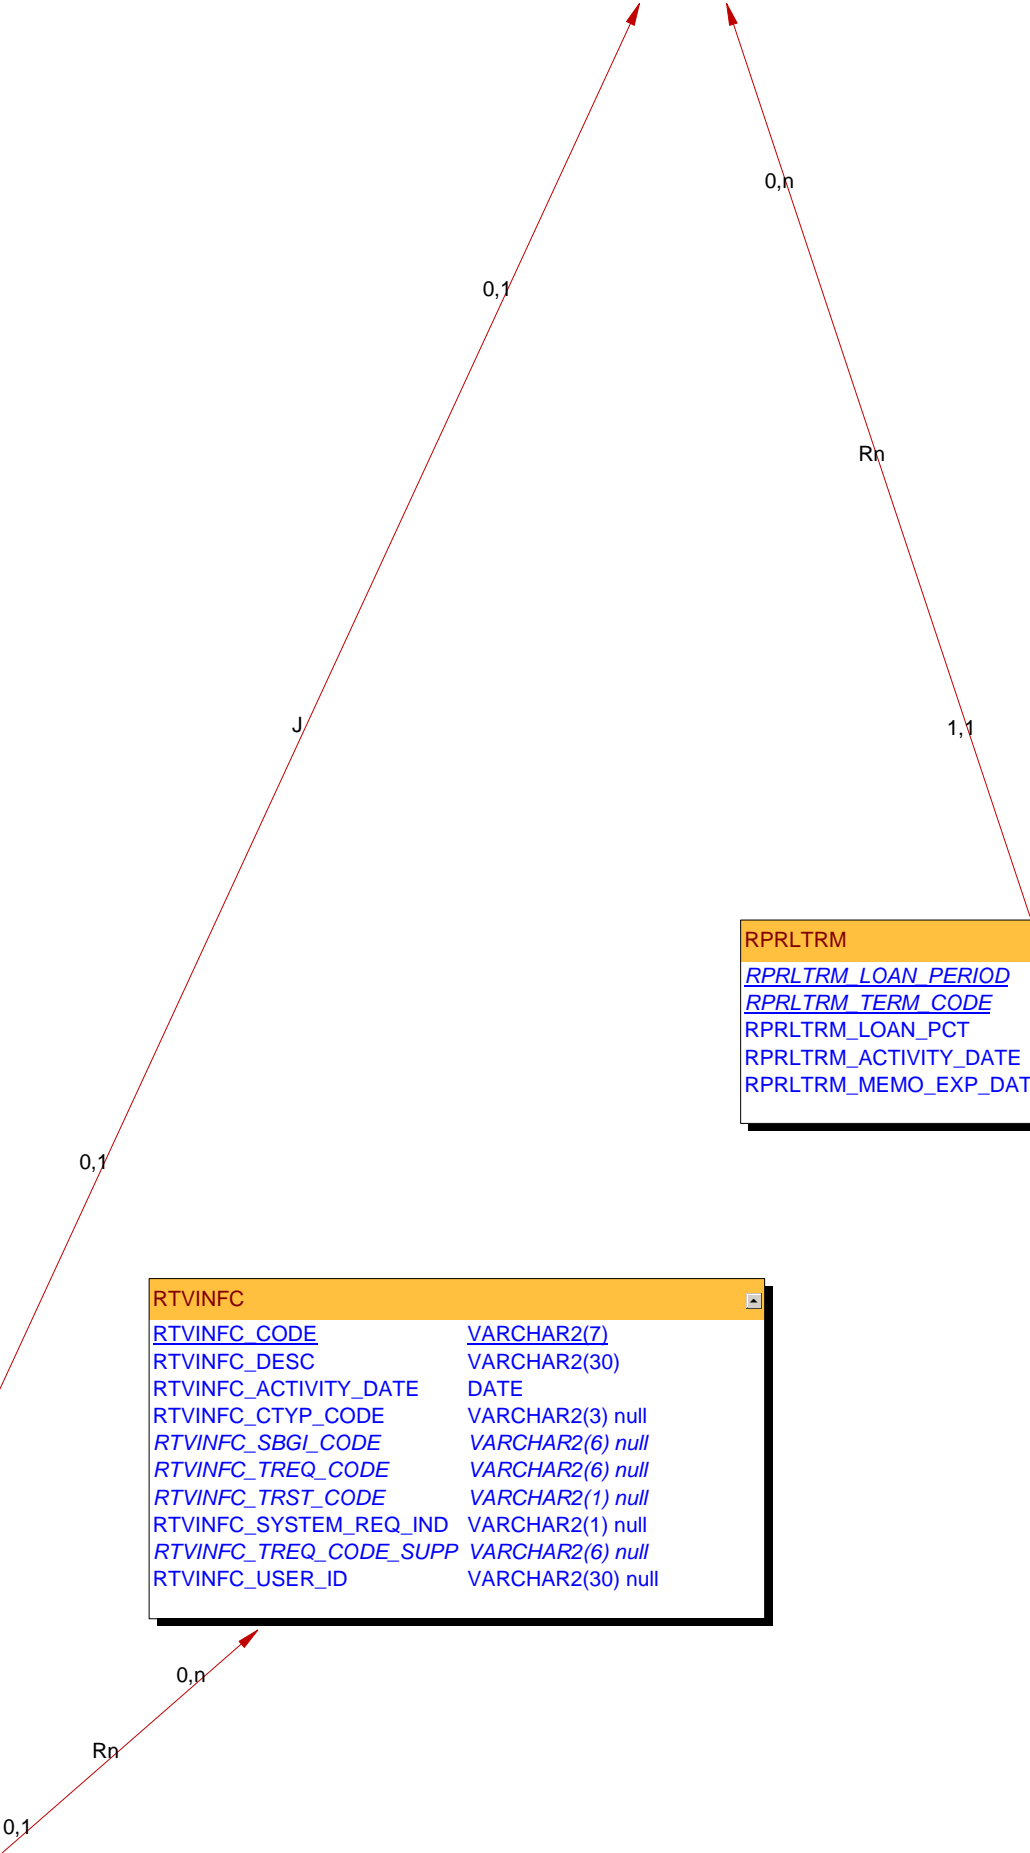 0,n
0,1
Rn
J
1,1
RPRLTRM
RPRLTRM_LOAN_PERIOD
RPRLTRM_TERM_CODE
RPRLTRM_LOAN_PCT
RPRLTRM_ACTIVITY_DATE
RPRLTRM_MEMO_EXP_DAT
0,1
RTVINFC
RTVINFC_CODE VARCHAR2(7)
RTVINFC_DESC VARCHAR2(30)
RTVINFC_ACTIVITY_DATE DATE
RTVINFC_CTYP_CODE VARCHAR2(3) null
RTVINFC_SBGI_CODE VARCHAR2(6) null
RTVINFC_TREQ_CODE VARCHAR2(6) null
RTVINFC_TRST_CODE VARCHAR2(1) null
RTVINFC_SYSTEM_REQ_IND VARCHAR2(1) null
RTVINFC_TREQ_CODE_SUPP VARCHAR2(6) null
RTVINFC_USER_ID VARCHAR2(30) null
0,n
Rn
0,1